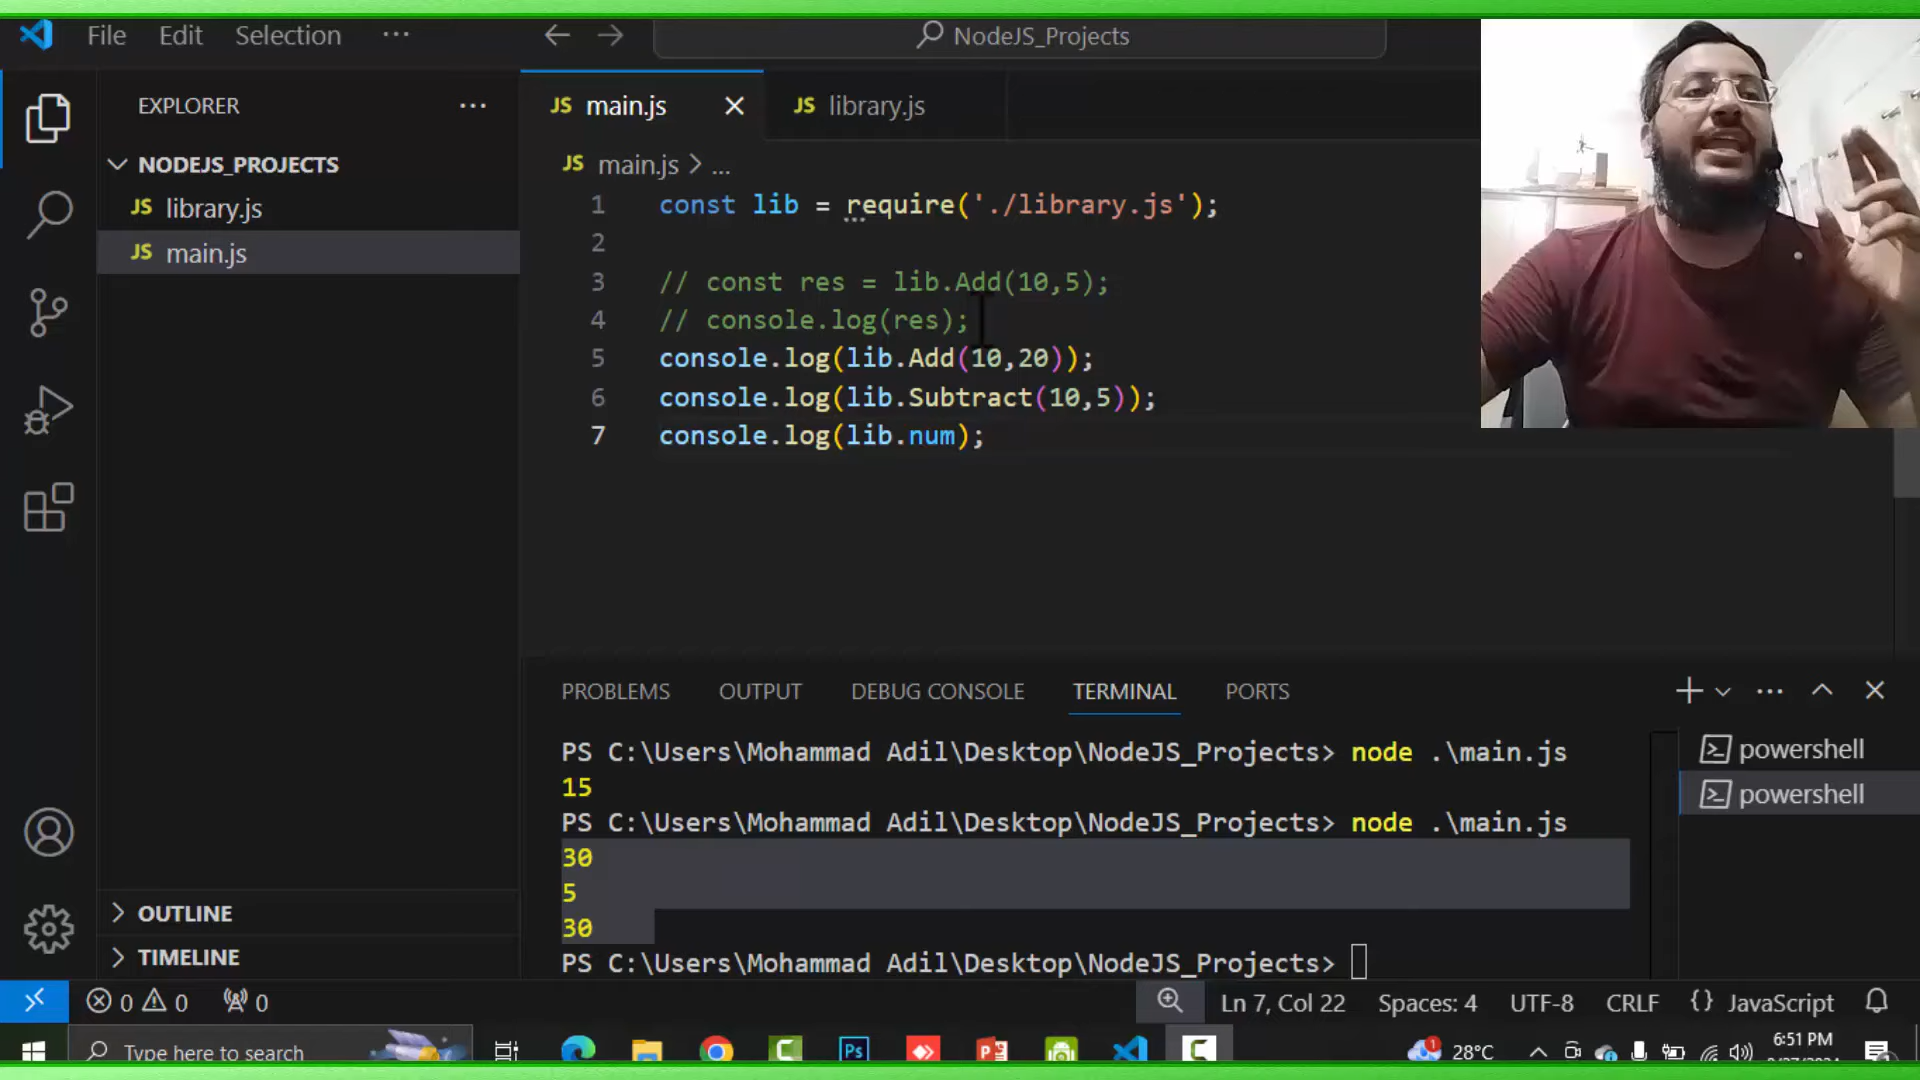 File Edit Selection ...
NodeJS_Projects
EXPLORER ...
JS main.js
JS library.js
NODEJS_PROJECTS
JS library.js
JS main.js
JS main.js > ...
1 const lib = require('./library.js');
2
3 // const res = lib.Add(10,5);
4 // console.log(res);
5 console.log(lib.Add(10,20));
6 console.log(lib.Subtract(10,5));
7 console.log(lib.num);
PROBLEMS OUTPUT DEBUG CONSOLE TERMINAL PORTS
PS C:\Users\Mohammad Adil\Desktop\NodeJS_Projects> node .\main.js
15
PS C:\Users\Mohammad Adil\Desktop\NodeJS_Projects> node .\main.js
30
5
30
PS C:\Users\Mohammad Adil\Desktop\NodeJS_Projects>
powershell
powershell
OUTLINE
TIMELINE
0 0 0
Ln 7, Col 22 Spaces: 4 UTF-8 CRLF {} JavaScript
Type here to search
Ps
1
28°C
6:51 PM